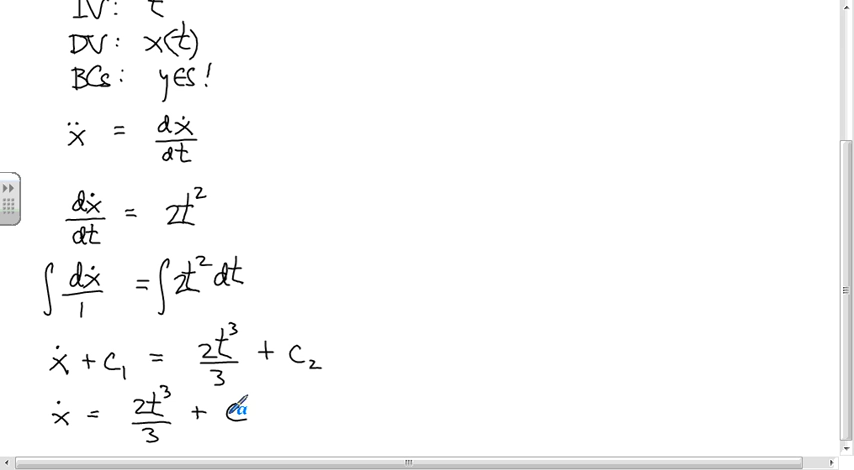 IV: t
DV: x(t)
BCs: yES!
ẍ = dẋ/dt
dẋ/dt = 2t²
∫ dẋ/1 = ∫ 2t² dt
ẋ + C₁ = 2t³/3 + C₂
ẋ = 2t³/3 + C